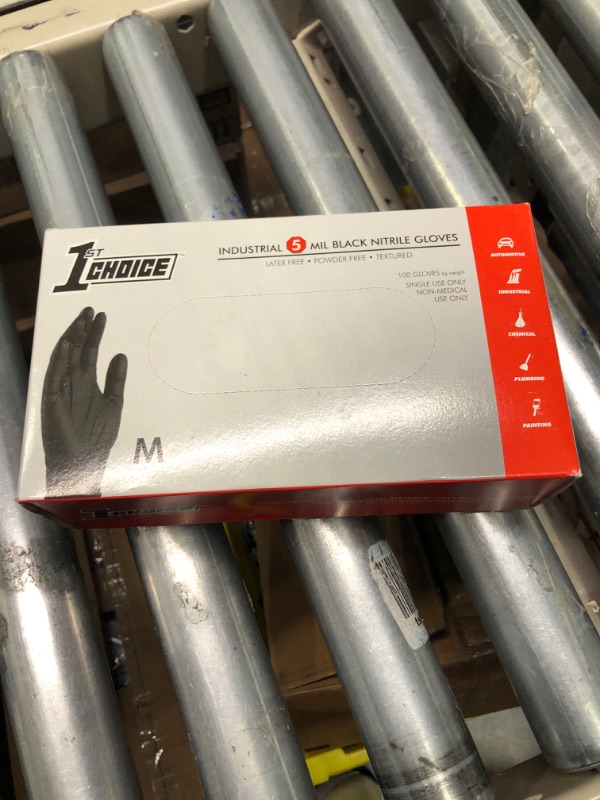 1ST CHOICE
INDUSTRIAL 5 MIL BLACK NITRILE GLOVES
LATEX FREE • POWDER FREE • TEXTURED
100 GLOVES by weight
SINGLE USE ONLY
NON-MEDICAL
USE ONLY
AUTOMOTIVE
INDUSTRIAL
CHEMICAL
PLUMBING
PAINTING
M